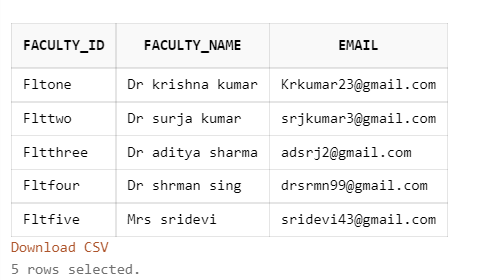 FACULTY_ID FACULTY_NAME EMAIL
Fltone Dr krishna kumar Krkumar23@gmail.com
Flttwo Dr surja kumar srjkumar3@gmail.com
Fltthree Dr aditya sharma adsrj2@gmail.com
Fltfour Dr shrman sing drsrmn99@gmail.com
Fltfive Mrs sridevi sridevi43@gmail.com
Download CSV
5 rows selected.